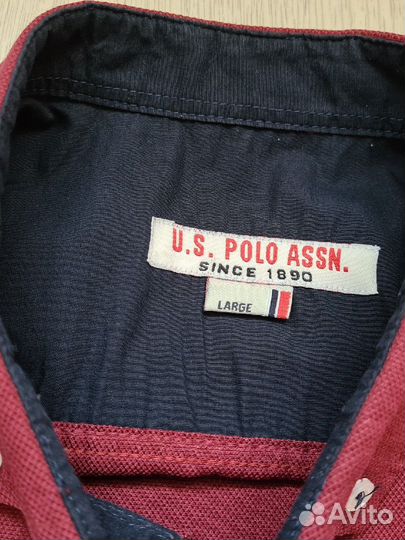 U.S. POLO ASSN.
SINCE 1890
LARGE
Avito